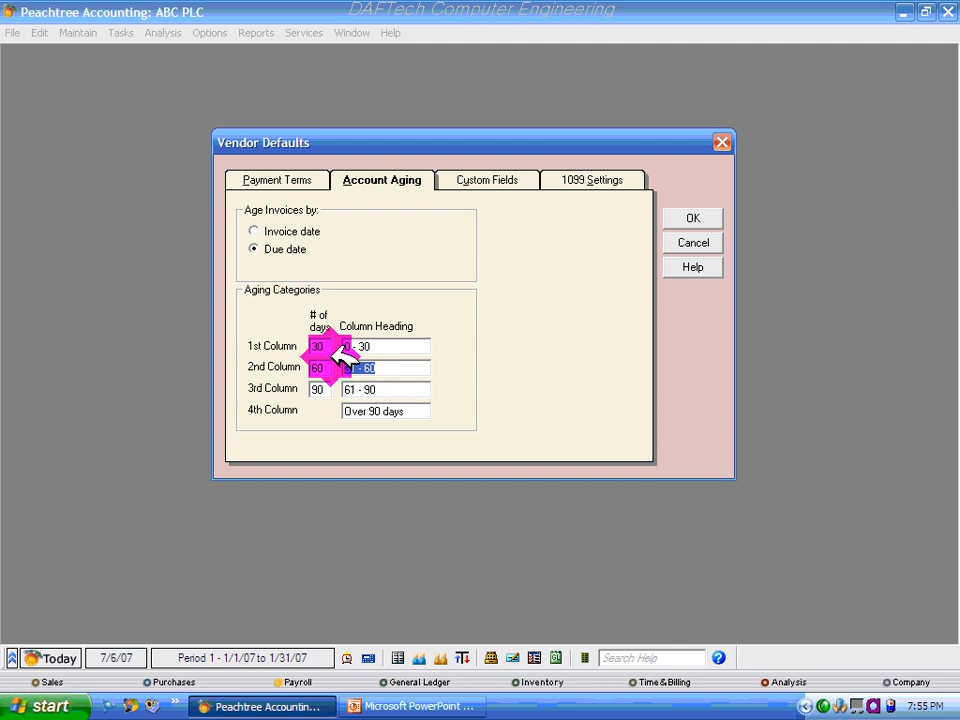 Peachtree Accounting: ABC PLC
DAFTech Computer Engineering
File Edit Maintain Tasks Analysis Options Reports Services Window Help
Vendor Defaults
Payment Terms Account Aging Custom Fields 1099 Settings
Age Invoices by:
Invoice date
Due date
OK
Cancel
Help
Aging Categories
# of
days Column Heading
1st Column 30 0 - 30
2nd Column 60 31 - 60
3rd Column 90 61 - 90
4th Column Over 90 days
Today 7/6/07 Period 1 - 1/1/07 to 1/31/07 Search Help
Sales Purchases Payroll General Ledger Inventory Time & Billing Analysis Company
start Peachtree Accountin... Microsoft PowerPoint ... 7:55 PM